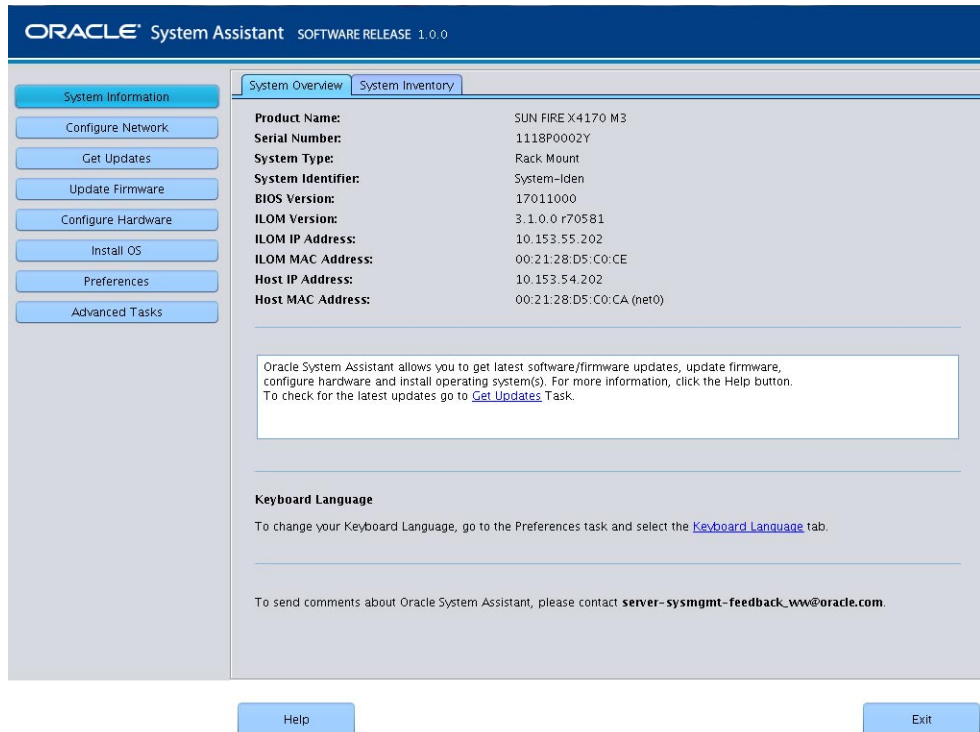 ORACLE System Assistant SOFTWARE RELEASE 1.0.0
System Information
Configure Network
Get Updates
Update Firmware
Configure Hardware
Install OS
Preferences
Advanced Tasks
System Overview System Inventory
Product Name: SUN FIRE X4170 M3
Serial Number: 1118P0002Y
System Type: Rack Mount
System Identifier: System-Iden
BIOS Version: 17011000
ILOM Version: 3.1.0.0 r70581
ILOM IP Address: 10.153.55.202
ILOM MAC Address: 00:21:28:D5:C0:CE
Host IP Address: 10.153.54.202
Host MAC Address: 00:21:28:D5:C0:CA (net0)
Oracle System Assistant allows you to get latest software/firmware updates, update firmware,
configure hardware and install operating system(s). For more information, click the Help button.
To check for the latest updates go to Get Updates Task.
Keyboard Language
To change your Keyboard Language, go to the Preferences task and select the Keyboard Language tab.
To send comments about Oracle System Assistant, please contact server-sysmgmt-feedback_ww@oracle.com.
Help
Exit